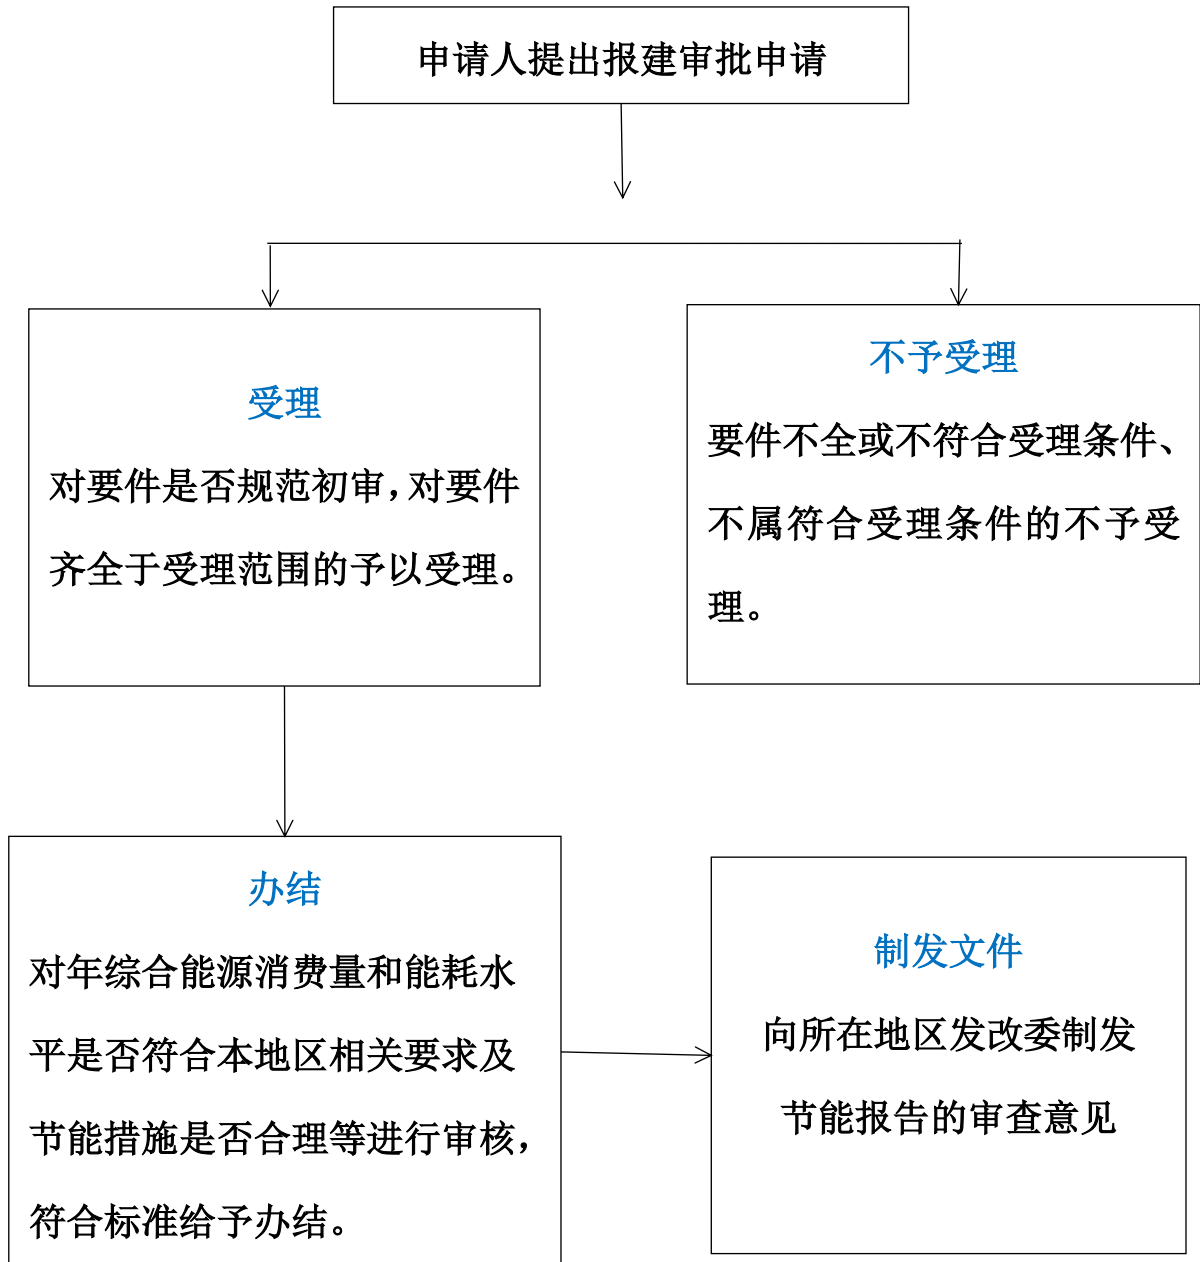 申请人提出报建审批申请
受理
对要件是否规范初审，对要件
齐全于受理范围的予以受理。
不予受理
要件不全或不符合受理条件、
不属符合受理条件的不予受
理。
办结
对年综合能源消费量和能耗水
平是否符合本地区相关要求及
节能措施是否合理等进行审核，
符合标准给予办结。
制发文件
向所在地区发改委制发
节能报告的审查意见